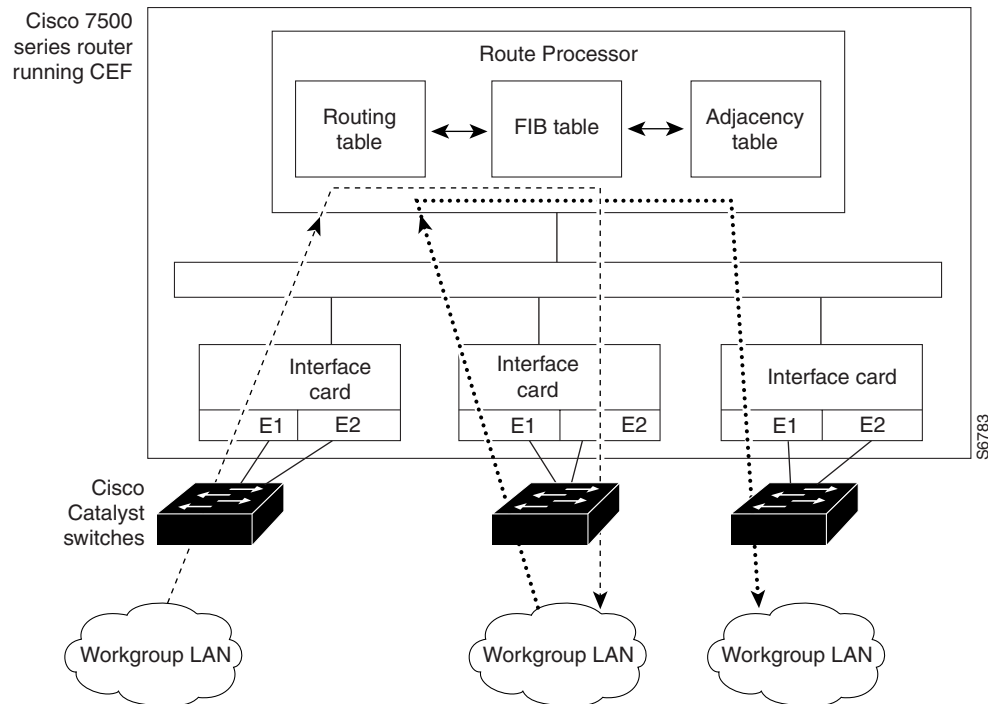 Cisco 7500
series router
running CEF
Route Processor
Routing
table
FIB table
Adjacency
table
Interface
card
E1
E2
Interface
card
E1
E2
Interface card
E1
E2
S6783
Cisco
Catalyst
switches
Workgroup LAN
Workgroup LAN
Workgroup LAN